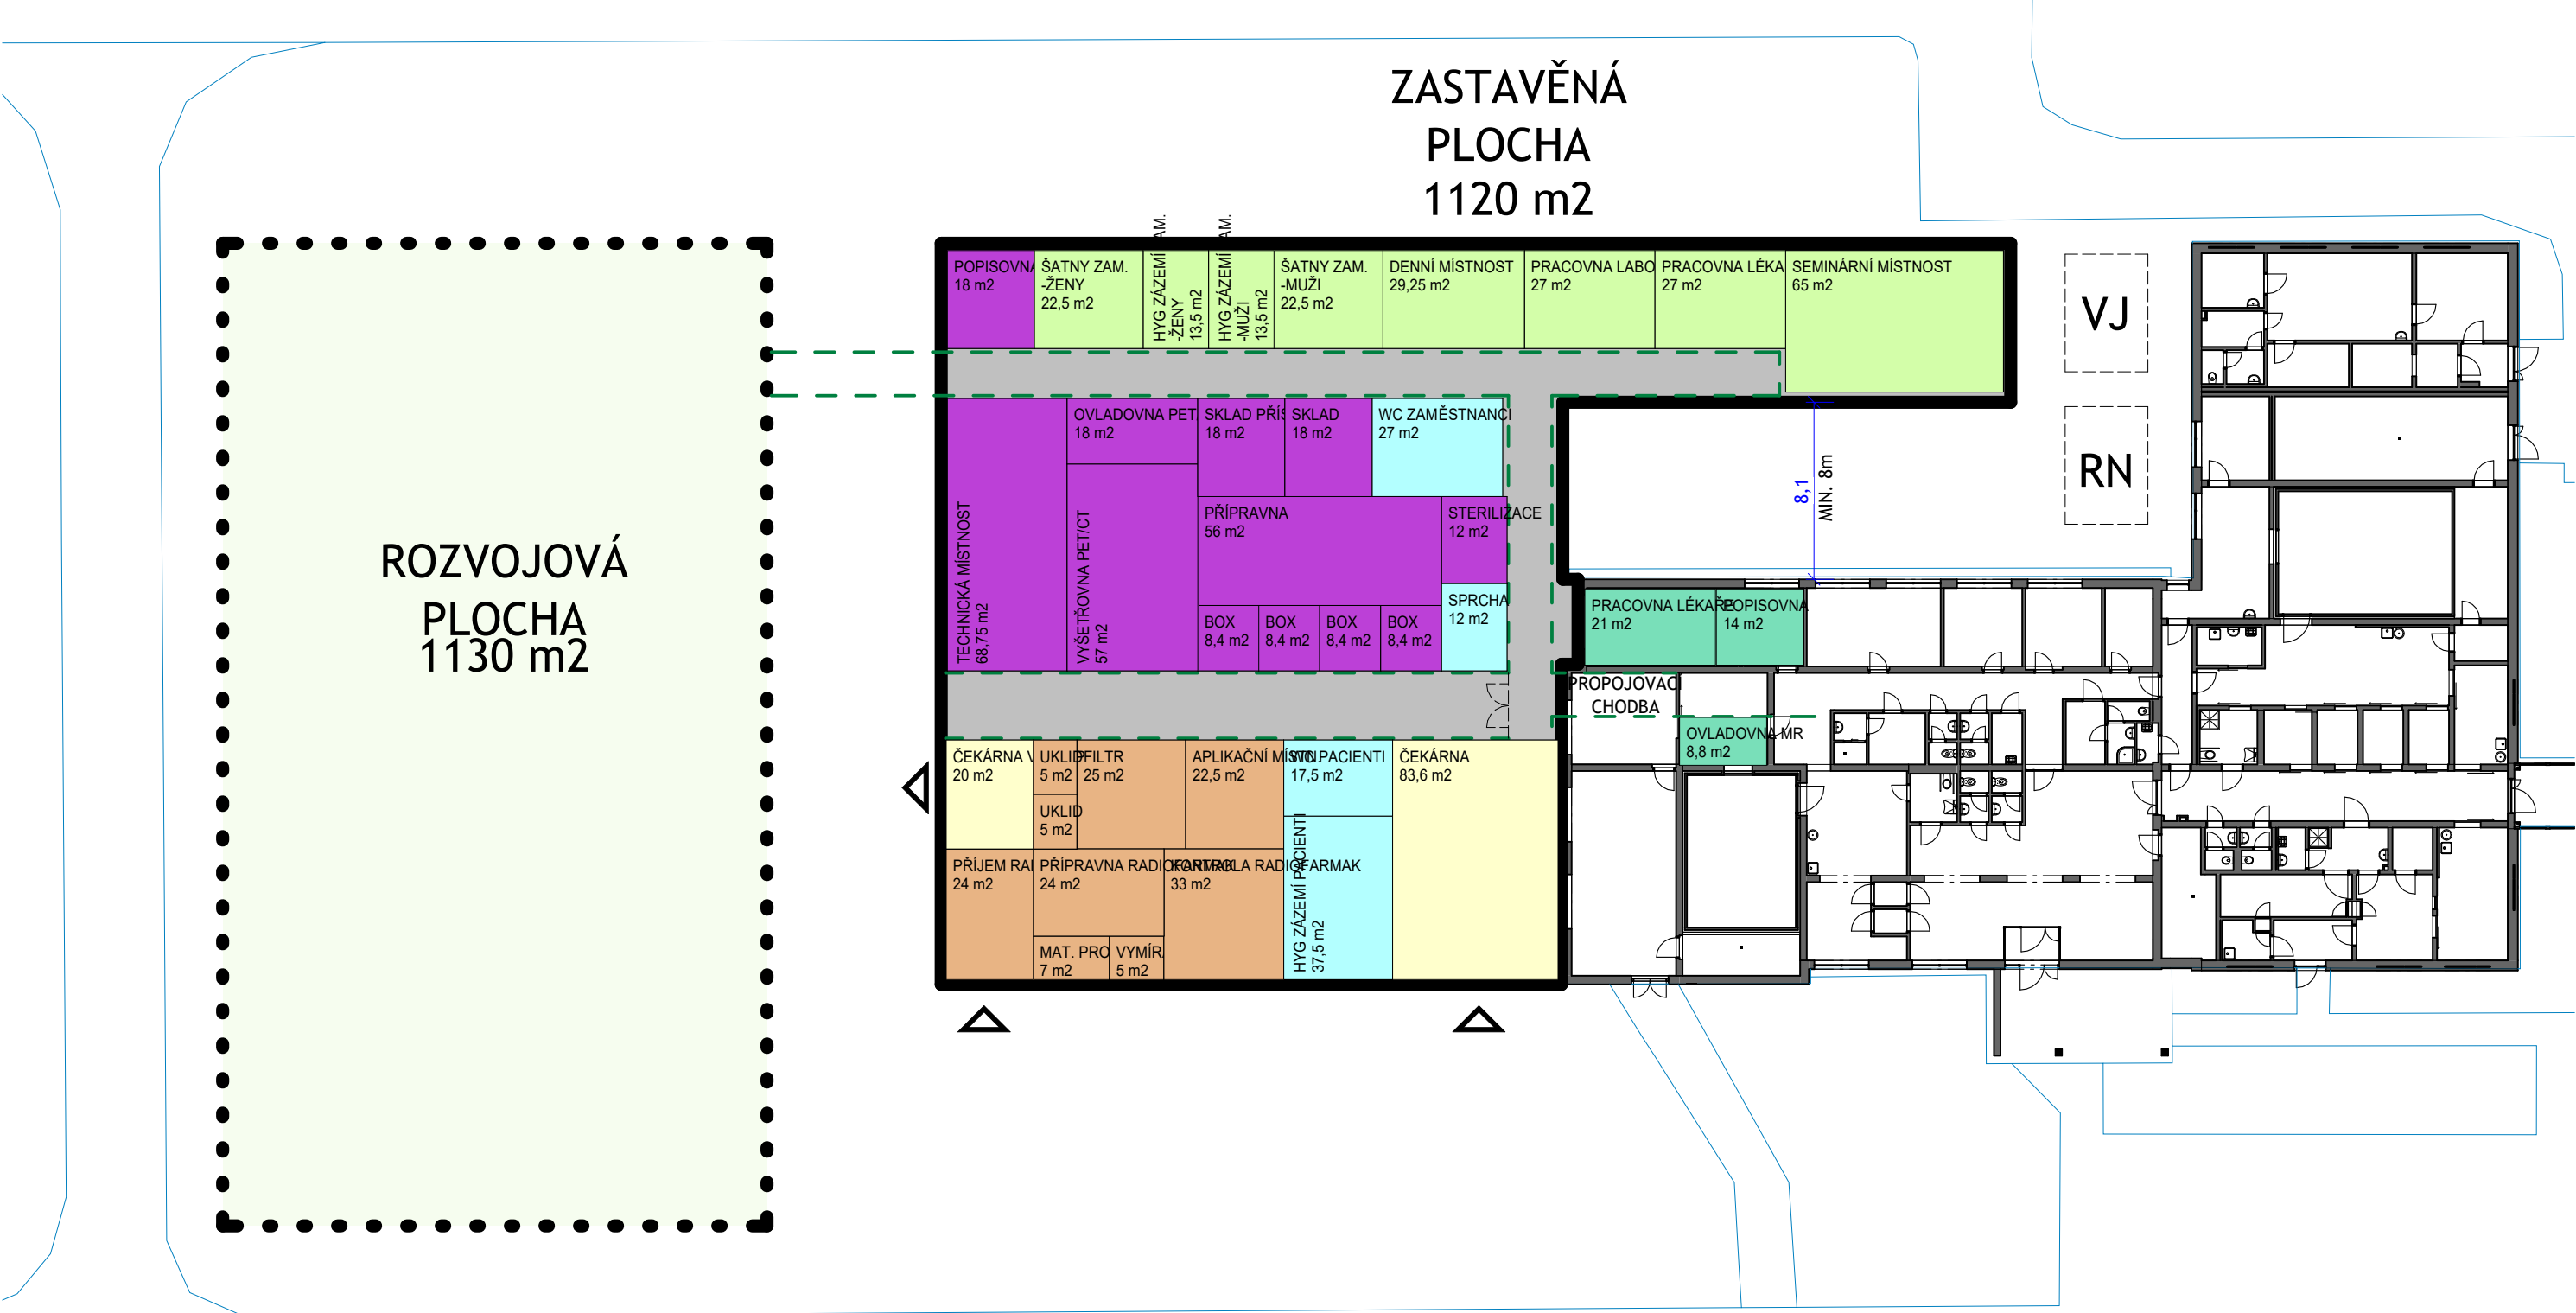 ZASTAVĚNÁ
PLOCHA
1120 m2
ROZVOJOVÁ
PLOCHA
1130 m2
POPISOVNA
18 m2
ŠATNY ZAM.
-ŽENY
22,5 m2
HYG ZÁZEMÍ
AM.
-ŽENY
13,5 m2
HYG ZÁZEMÍ
AM.
-MUŽI
13,5 m2
ŠATNY ZAM.
-MUŽI
22,5 m2
DENNÍ MÍSTNOST
29,25 m2
PRACOVNA LABO
27 m2
PRACOVNA LÉKA
27 m2
SEMINÁRNÍ MÍSTNOST
65 m2
VJ
RN
8,1
MIN. 8m
TECHNICKÁ MÍSTNOST
68,75 m2
OVLADOVNA PET
18 m2
VYŠETŘOVNA PET/CT
57 m2
SKLAD PŘÍS
18 m2
SKLAD
18 m2
WC ZAMĚSTNANCI
27 m2
PŘÍPRAVNA
56 m2
STERILIZACE
12 m2
SPRCHA
12 m2
BOX
8,4 m2
BOX
8,4 m2
BOX
8,4 m2
BOX
8,4 m2
PRACOVNA LÉKAŘE
21 m2
POPISOVNA
14 m2
PROPOJOVACÍ
CHODBA
OVLADOVNA MR
8,8 m2
ČEKÁRNA V
20 m2
UKLID
5 m2
FILTR
25 m2
UKLID
5 m2
APLIKAČNÍ MÍSTN.
22,5 m2
WC PACIENTI
17,5 m2
ČEKÁRNA
83,6 m2
PŘÍJEM RA
24 m2
PŘÍPRAVNA RADIOFARMAK
24 m2
KONTROLA RADIOFARMAK
33 m2
HYG ZÁZEMÍ PACIENTI
37,5 m2
MAT. PRO
7 m2
VYMÍR.
5 m2